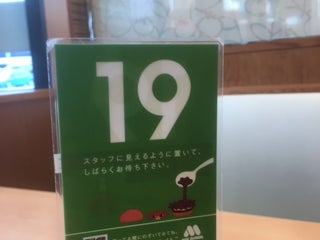 19
スタッフに見えるように置いて、
しばらくお待ち下さい。